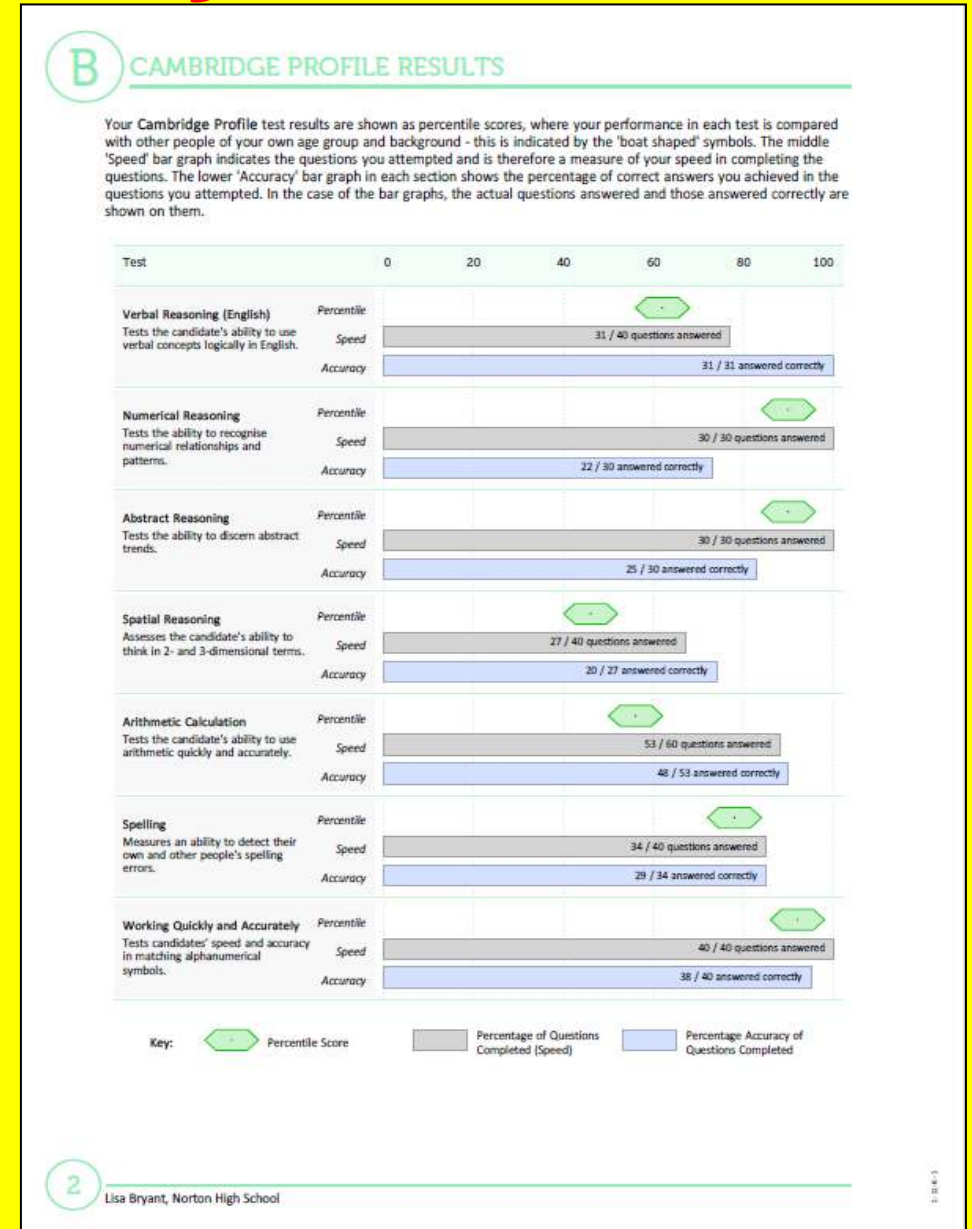 B
CAMBRIDGE PROFILE RESULTS
Your Cambridge Profile test results are shown as percentile scores, where your performance in each test is compared
with other people of your own age group and background - this is indicated by the 'boat shaped' symbols. The middle
'Speed' bar graph indicates the questions you attempted and is therefore a measure of your speed in completing the
questions. The lower 'Accuracy' bar graph in each section shows the percentage of correct answers you achieved in the
questions you attempted. In the case of the bar graphs, the actual questions answered and those answered correctly are
shown on them.
Test 0 20 40 60 80 100
Verbal Reasoning (English)
Tests the candidate's ability to use
verbal concepts logically in English.
Percentile
Speed 31 / 40 questions answered
Accuracy 31 / 31 answered correctly
Numerical Reasoning
Tests the ability to recognise
numerical relationships and
patterns.
Percentile
Speed 30 / 30 questions answered
Accuracy 22 / 30 answered correctly
Abstract Reasoning
Tests the ability to discern abstract
trends.
Percentile
Speed 30 / 30 questions answered
Accuracy 25 / 30 answered correctly
Spatial Reasoning
Assesses the candidate's ability to
think in 2- and 3-dimensional terms.
Percentile
Speed 27 / 40 questions answered
Accuracy 20 / 27 answered correctly
Arithmetic Calculation
Tests the candidate's ability to use
arithmetic quickly and accurately.
Percentile
Speed 53 / 60 questions answered
Accuracy 48 / 53 answered correctly
Spelling
Measures an ability to detect their
own and other people's spelling
errors.
Percentile
Speed 34 / 40 questions answered
Accuracy 29 / 34 answered correctly
Working Quickly and Accurately
Tests candidates' speed and accuracy
in matching alphanumerical
symbols.
Percentile
Speed 40 / 40 questions answered
Accuracy 38 / 40 answered correctly
Key: Percentile Score
Percentage of Questions
Completed (Speed)
Percentage Accuracy of
Questions Completed
2
Lisa Bryant, Norton High School